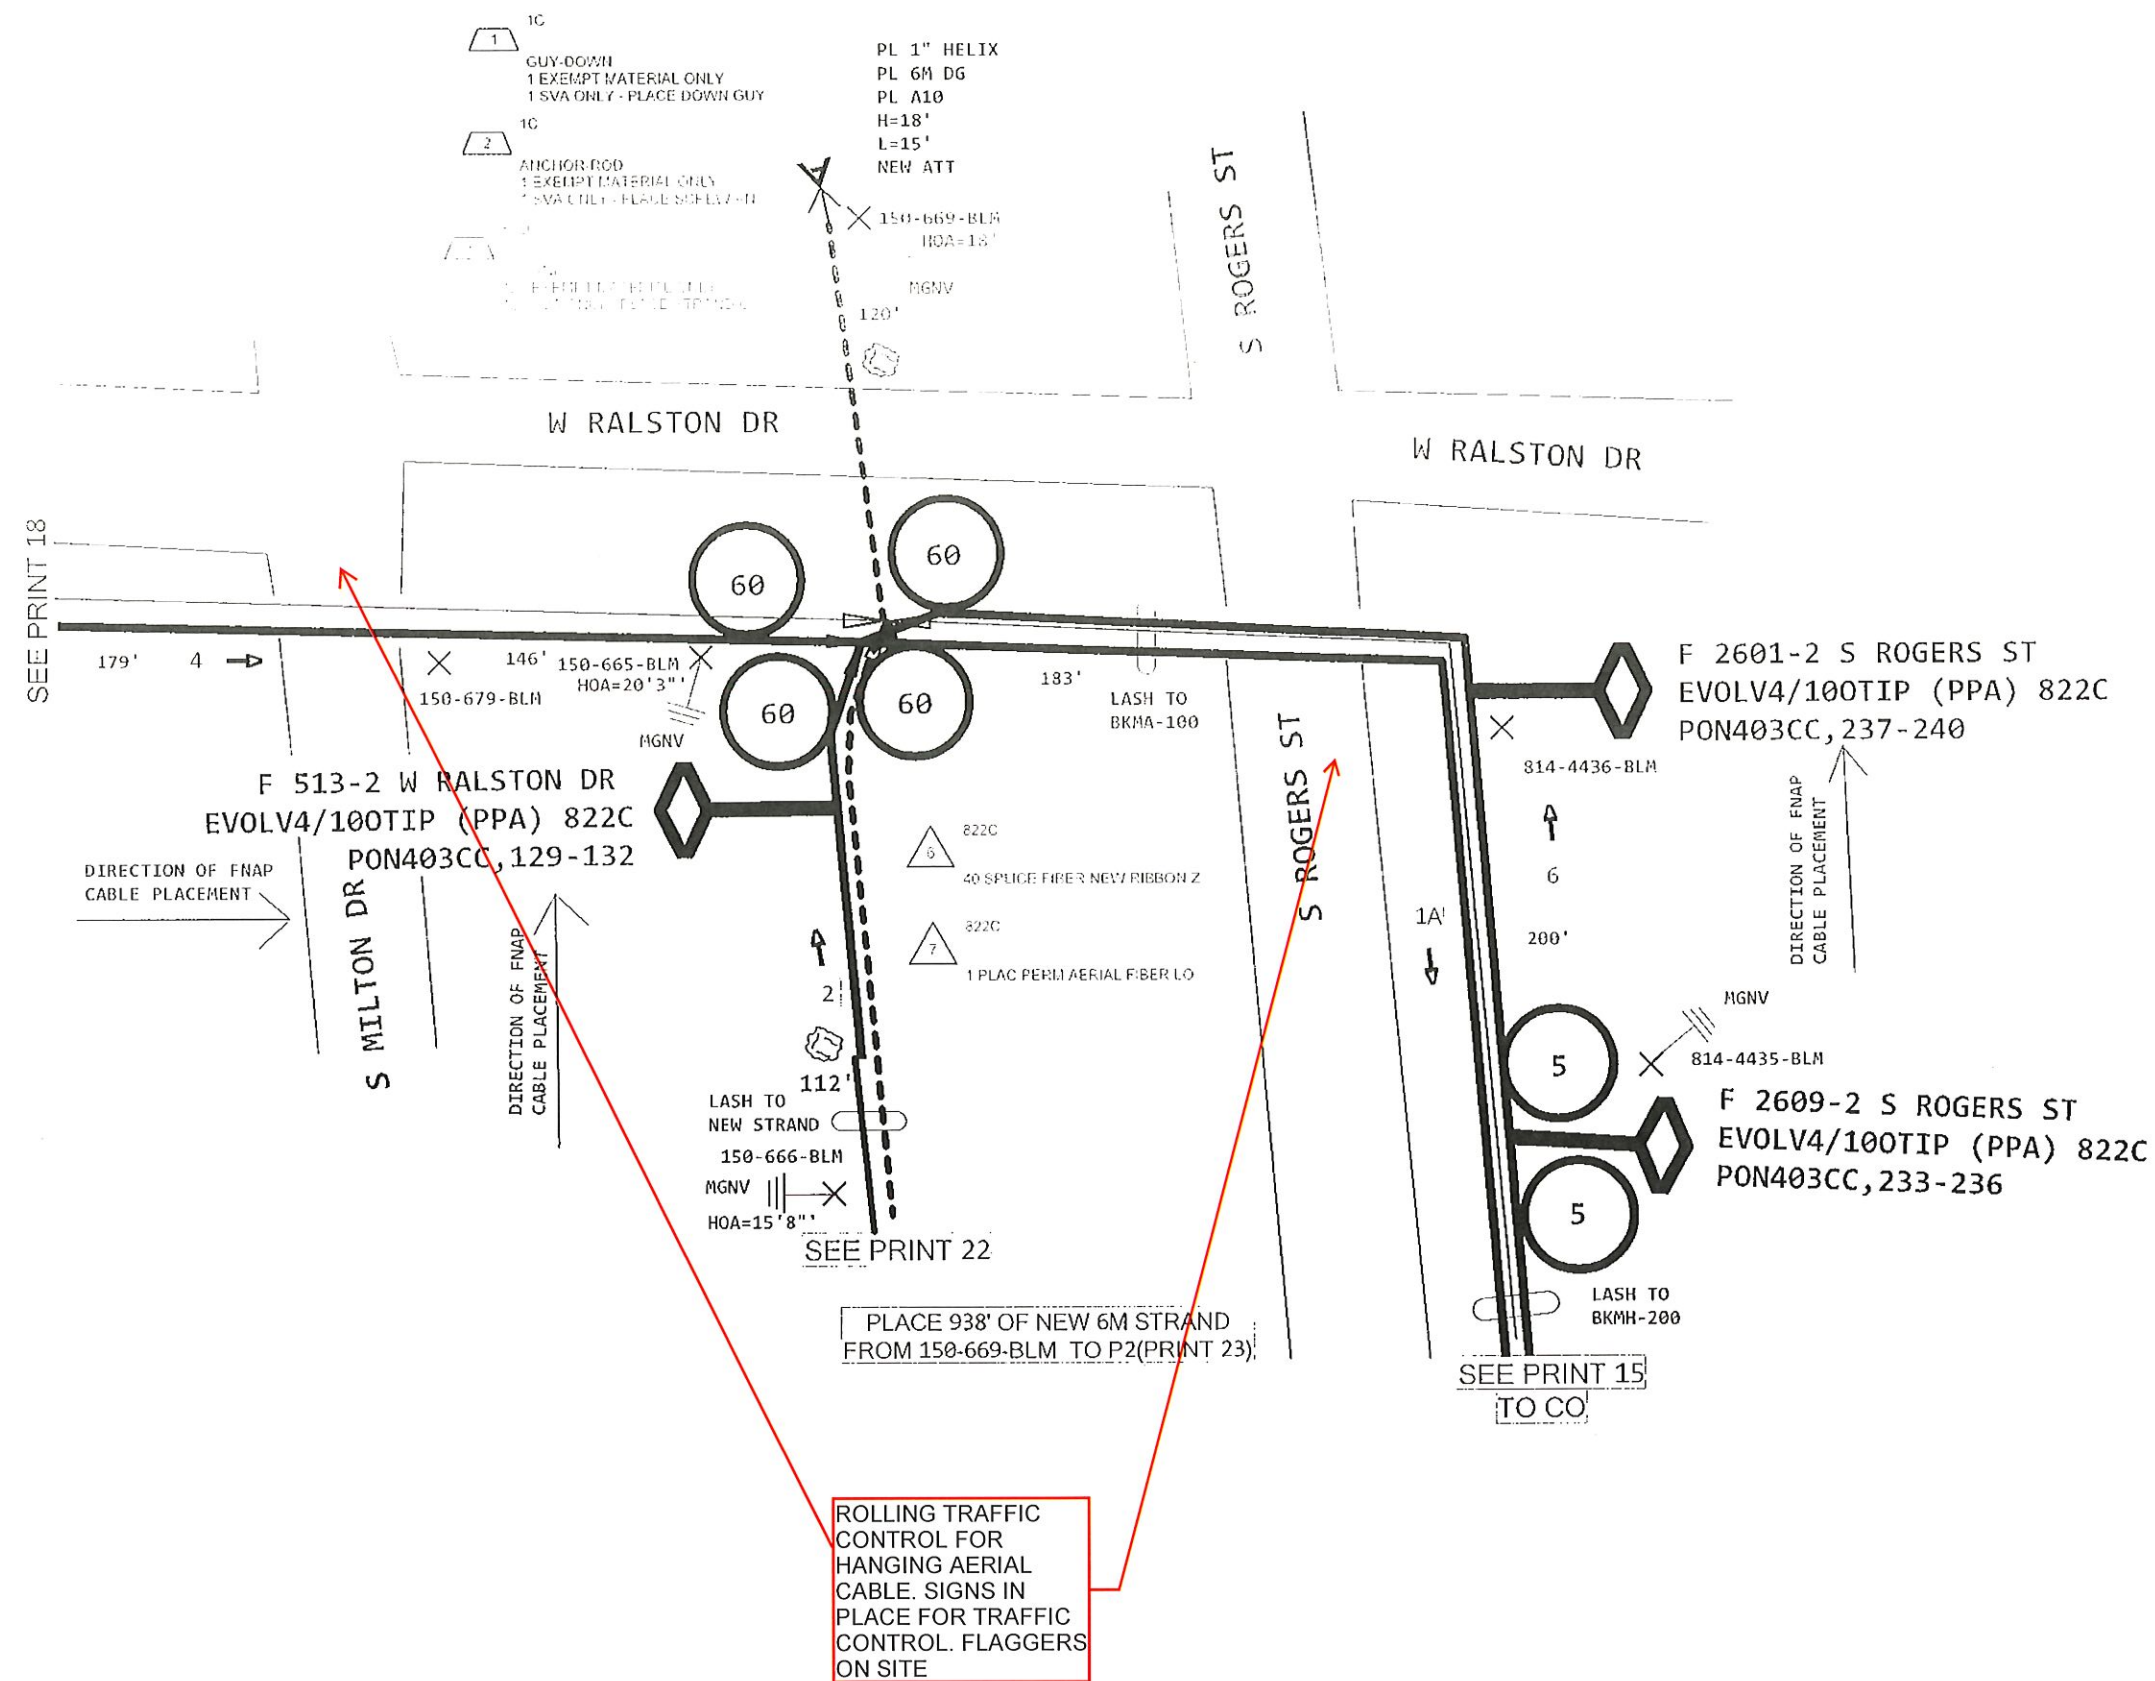 1C
1
GUY-DOWN
1 EXEMPT MATERIAL ONLY
1 SVA ONLY - PLACE DOWN GUY
1C
2
ANCHOR-ROD
1 EXEMPT MATERIAL ONLY
PL 1" HELIX
PL 6M DG
PL A10
H=18'
L=15'
NEW ATT
150-669-BLM
HOA=18'
MGNV
120'
S ROGERS ST
W RALSTON DR
W RALSTON DR
SEE PRINT 18
60
60
60
60
179'
4
150-679-BLM
146'
150-665-BLM
HOA=20'3"'
MGNV
183'
LASH TO
BKMA-100
F 2601-2 S ROGERS ST
EVOLV4/100TIP (PPA) 822C
PON403CC,237-240
814-4436-BLM
F 513-2 W RALSTON DR
EVOLV4/100TIP (PPA) 822C
PON403CC,129-132
DIRECTION OF FNAP
CABLE PLACEMENT
S MILTON DR
DIRECTION OF FNAP
CABLE PLACEMENT
822C
6
40 SPLICE FIBER NEW RIBBON Z
822C
7
1 PLAC PERM AERIAL FIBER LO
S ROGERS ST
1A'
6
200'
DIRECTION OF FNAP
CABLE PLACEMENT
2
112'
LASH TO
NEW STRAND
150-666-BLM
MGNV
HOA=15'8"'
SEE PRINT 22
MGNV
814-4435-BLM
5
F 2609-2 S ROGERS ST
EVOLV4/100TIP (PPA) 822C
PON403CC,233-236
5
LASH TO
BKMH-200
PLACE 938' OF NEW 6M STRAND
FROM 150-669-BLM TO P2(PRINT 23)
SEE PRINT 15
TO CO
ROLLING TRAFFIC
CONTROL FOR
HANGING AERIAL
CABLE. SIGNS IN
PLACE FOR TRAFFIC
CONTROL. FLAGGERS
ON SITE